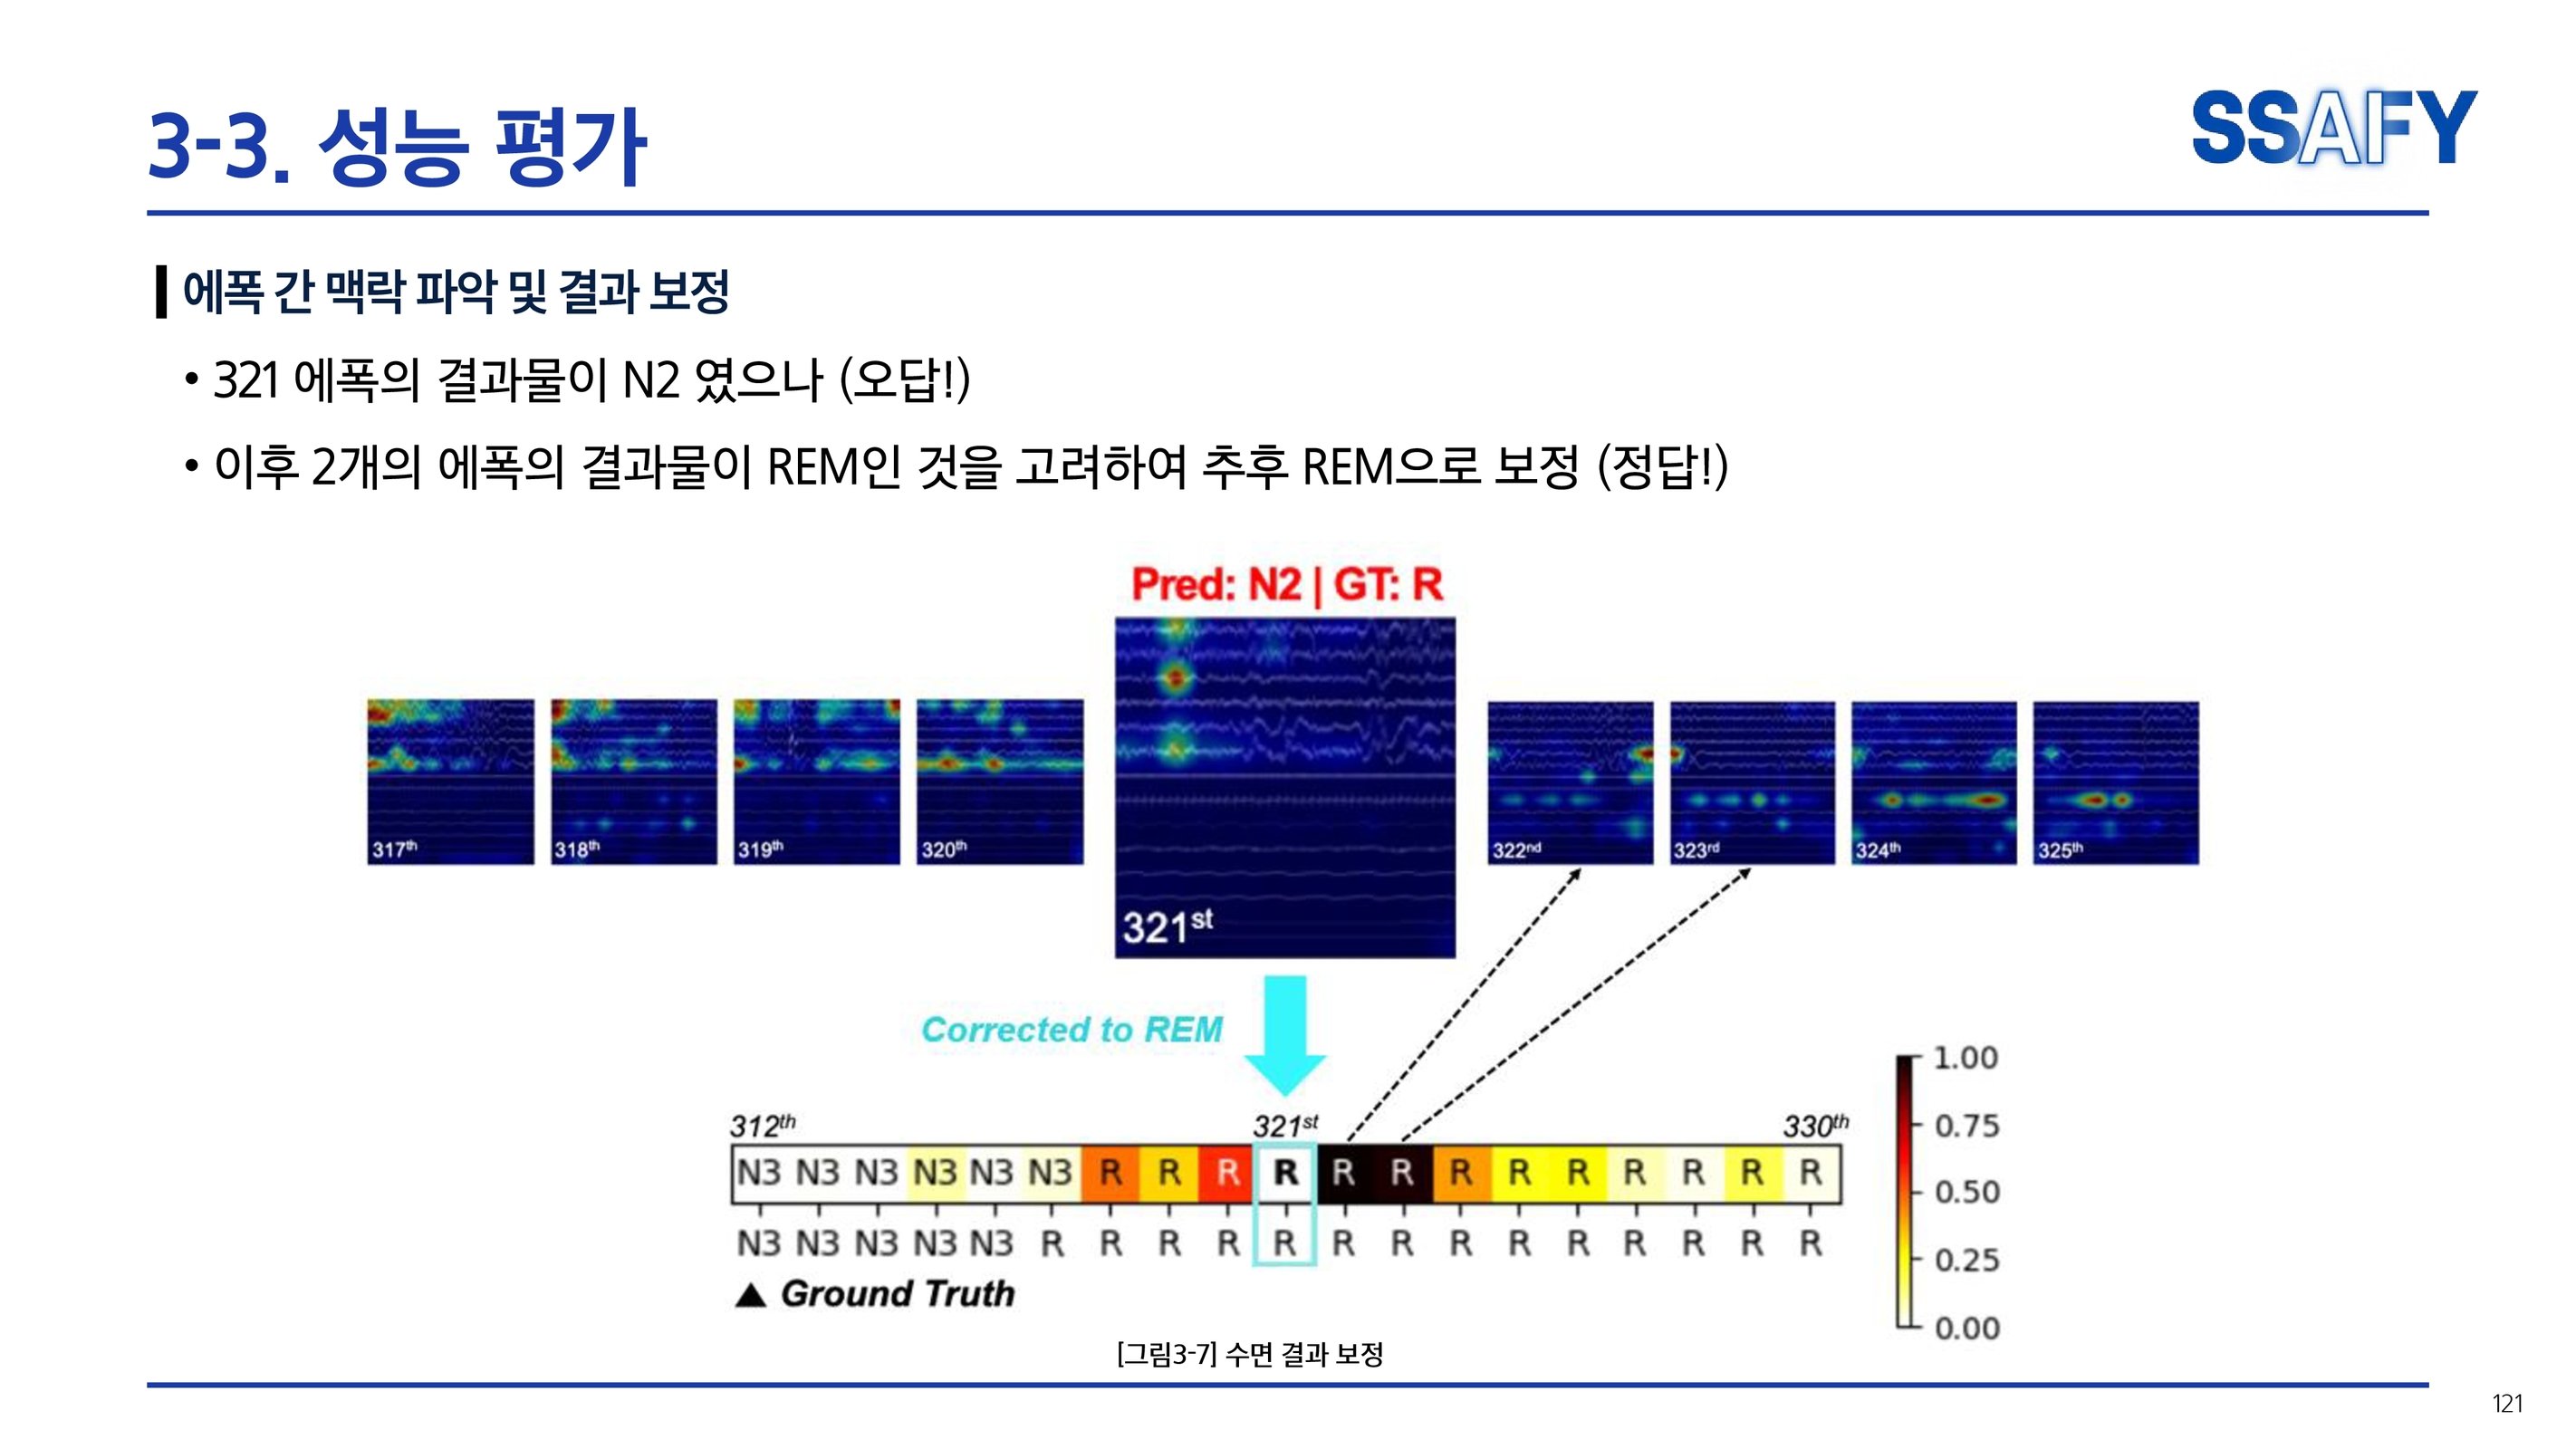 3-3. 성능 평가
SSAFY
에폭 간 맥락 파악 및 결과 보정
• 321 에폭의 결과물이 N2 였으나 (오답!)
• 이후 2개의 에폭의 결과물이 REM인 것을 고려하여 추후 REM으로 보정 (정답!)
Pred: N2 | GT: R
317th 318th 319th 320th 321st 322nd 323rd 324th 325th
Corrected to REM
312th 321st 330th
N3 N3 N3 N3 N3 N3 R R R R R R R R R R R R R
N3 N3 N3 N3 N3 R R R R R R R R R R R R R R
▲ Ground Truth
1.00
0.75
0.50
0.25
0.00
[그림3-7] 수면 결과 보정
121